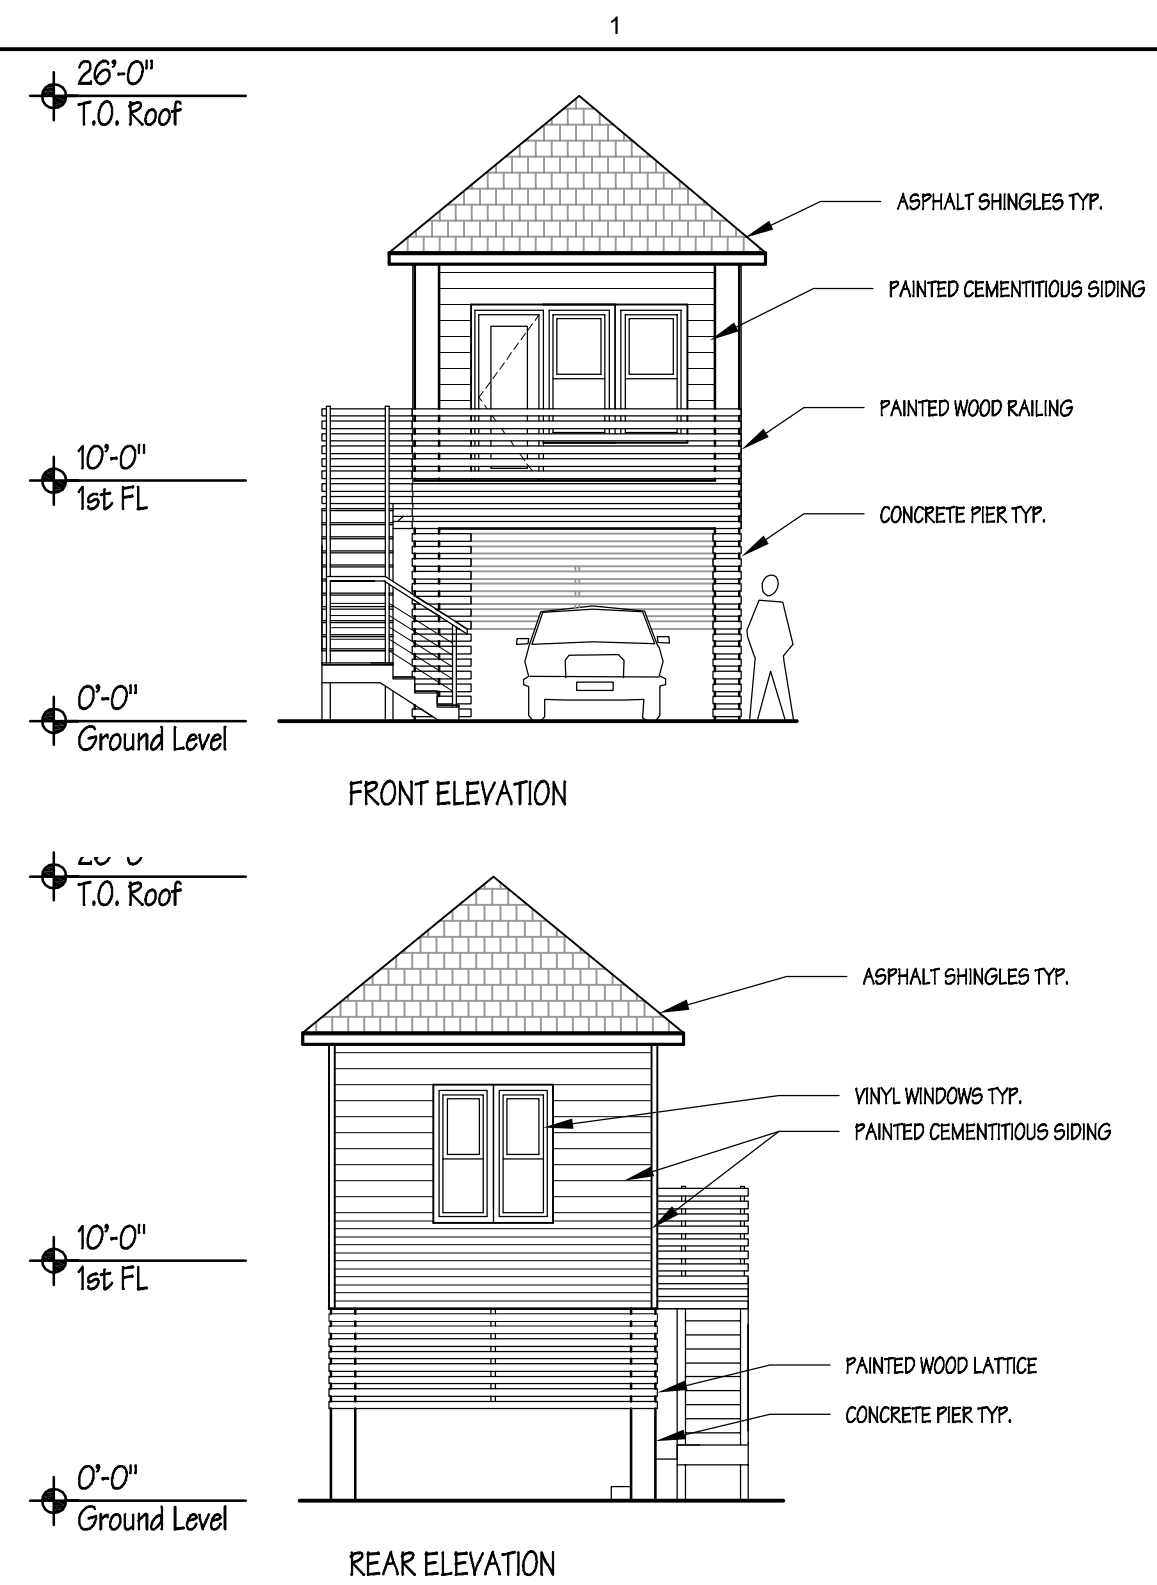 1
26'-0"
T.O. Roof
ASPHALT SHINGLES TYP.
PAINTED CEMENTITIOUS SIDING
PAINTED WOOD RAILING
10'-0"
1st FL
CONCRETE PIER TYP.
0'-0"
Ground Level
FRONT ELEVATION
T.O. Roof
ASPHALT SHINGLES TYP.
VINYL WINDOWS TYP.
PAINTED CEMENTITIOUS SIDING
10'-0"
1st FL
PAINTED WOOD LATTICE
CONCRETE PIER TYP.
0'-0"
Ground Level
REAR ELEVATION